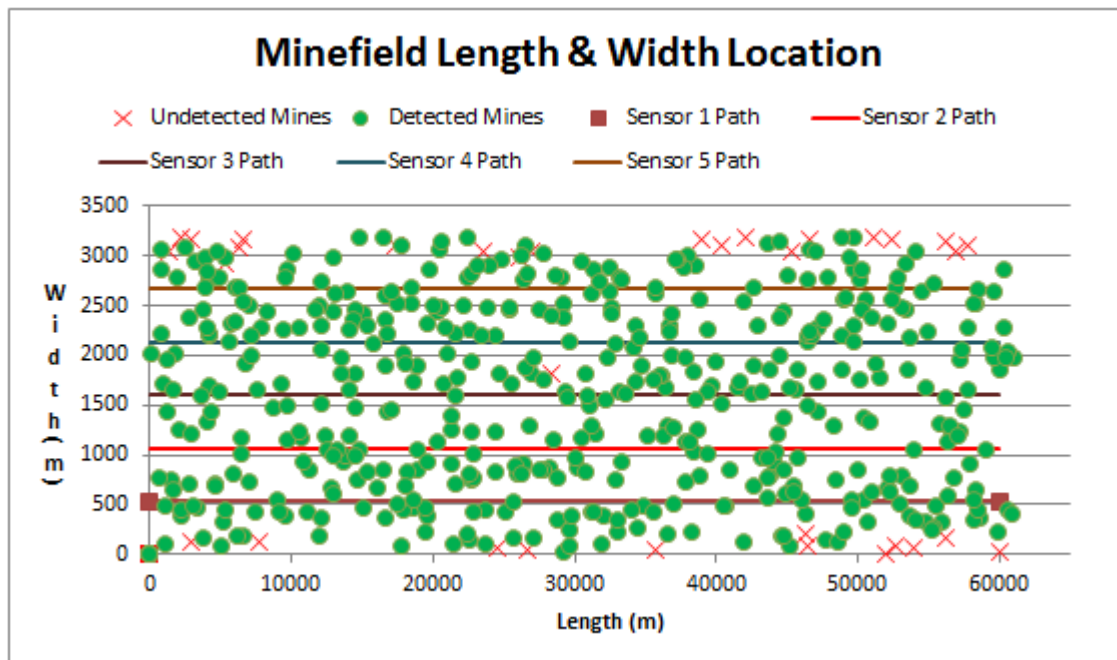 Minefield Length & Width Location
Undetected Mines
Detected Mines
Sensor 1 Path
Sensor 2 Path
Sensor 3 Path
Sensor 4 Path
Sensor 5 Path
3500
3000
2500
2000
1500
1000
500
0
Width (m)
0
10000
20000
30000
40000
50000
60000
Length (m)